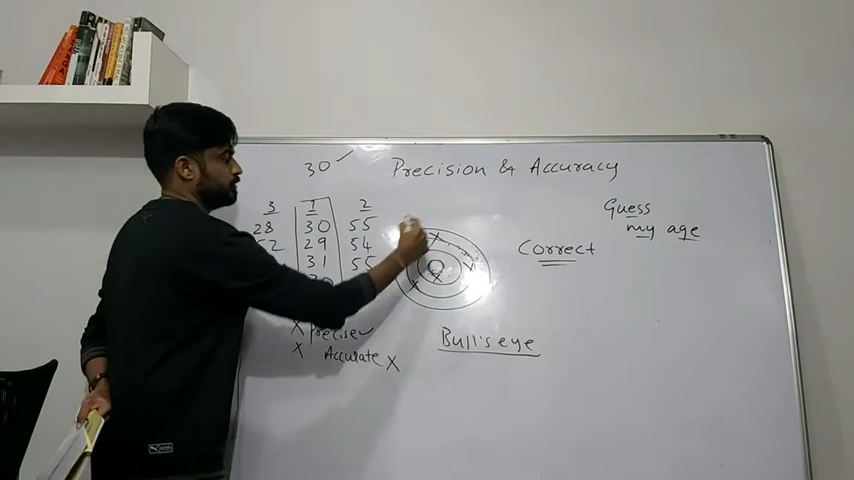 30 ✓ Precision & Accuracy
3 1 2
28 30 55
52 29 54
31 55
Guess
my age
Correct
X Precise ✓
X Accurate X
Bull's eye